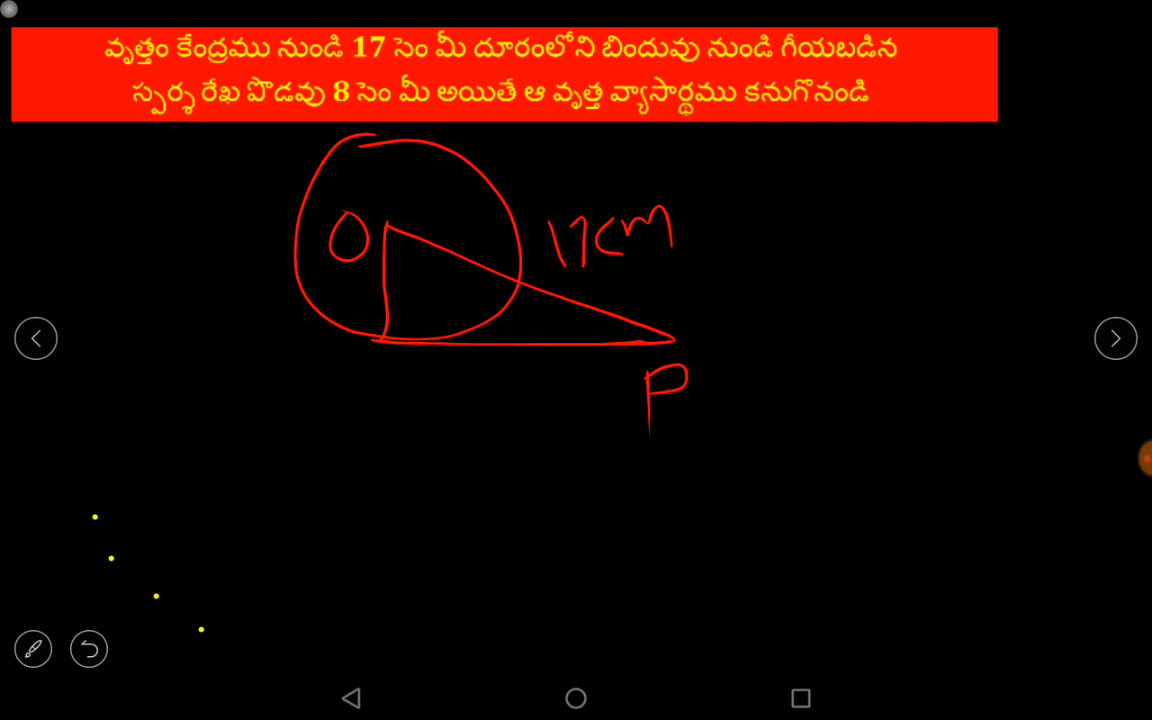 వృత్తం కేంద్రము నుండి 17 సెం మీ దూరంలోని బిందువు నుండి గీయబడిన
స్పర్శ రేఖ పొడవు 8 సెం మీ అయితే ఆ వృత్త వ్యాసార్థము కనుగొనండి
O
17cm
P